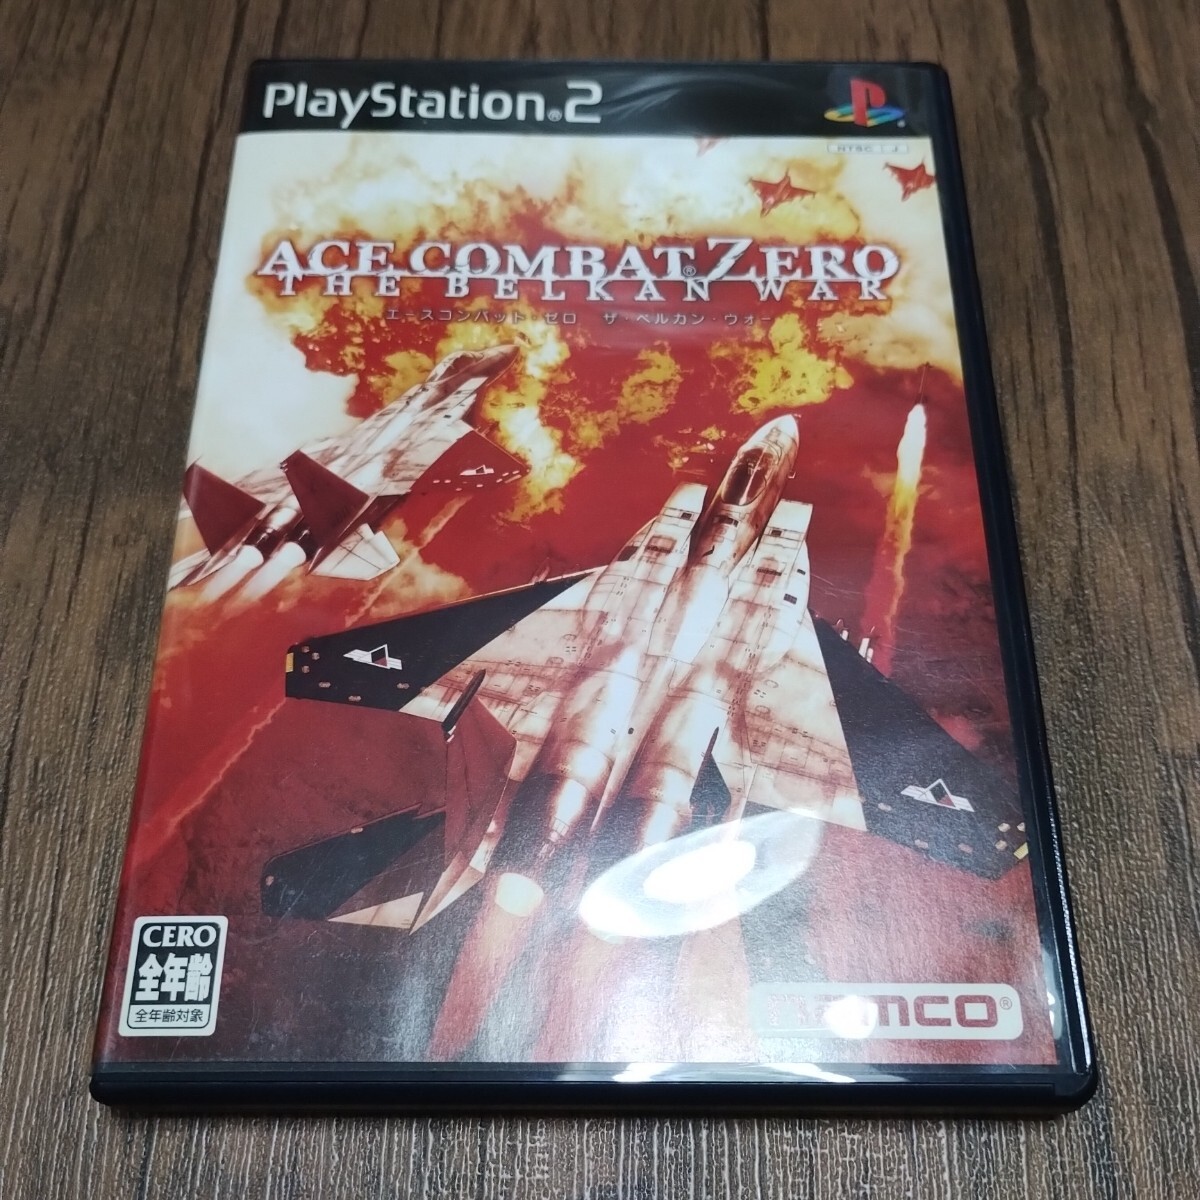 PlayStation®2
NTSC J
ACE COMBAT® ZERO
THE BELKAN WAR
エースコンバット・ゼロ ザ・ベルカン・ウォー
CERO
全年齢
全年齢対象
namco®